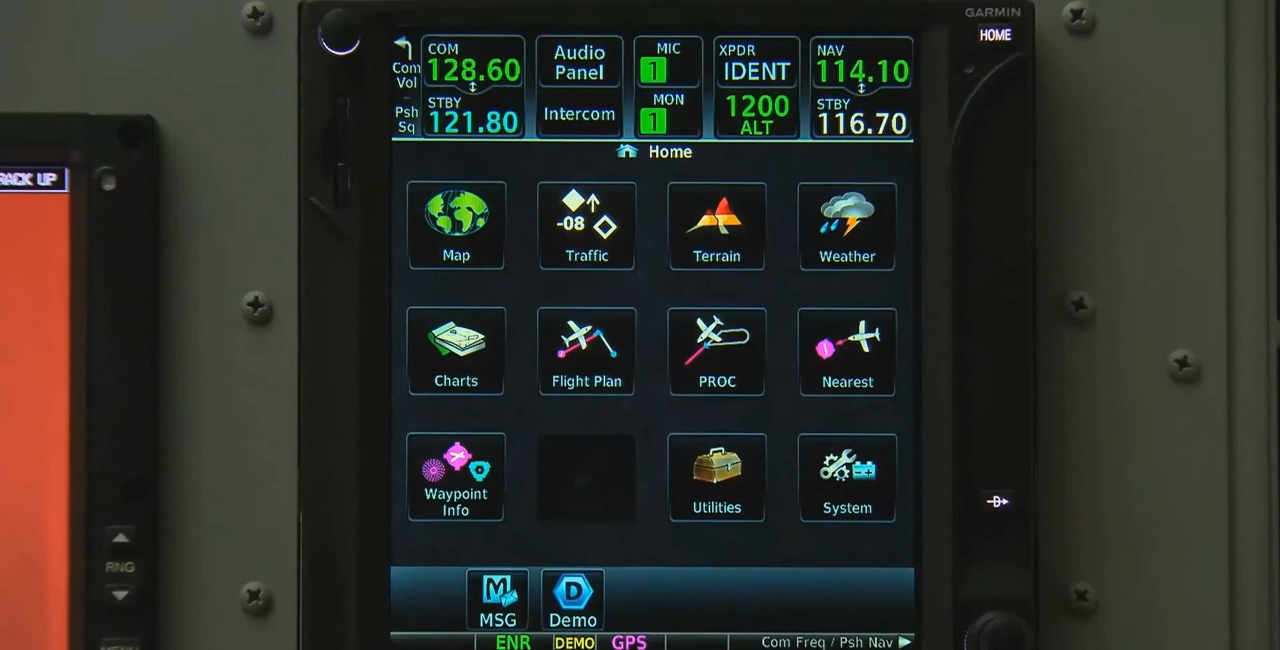 GARMIN
HOME
COM
128.60
STBY
121.80
Com
Vol
Psh
Sq
Audio
Panel
Intercom
MIC
1
MON
1
XPDR
IDENT
1200
ALT
NAV
114.10
STBY
116.70
Home
RACK UP
Map
-08
Traffic
Terrain
Weather
Charts
Flight Plan
PROC
Nearest
Waypoint
Info
Utilities
System
D
RNG
M
MSG
D
Demo
ENR
DEMO
GPS
Com Freq / Psh Nav